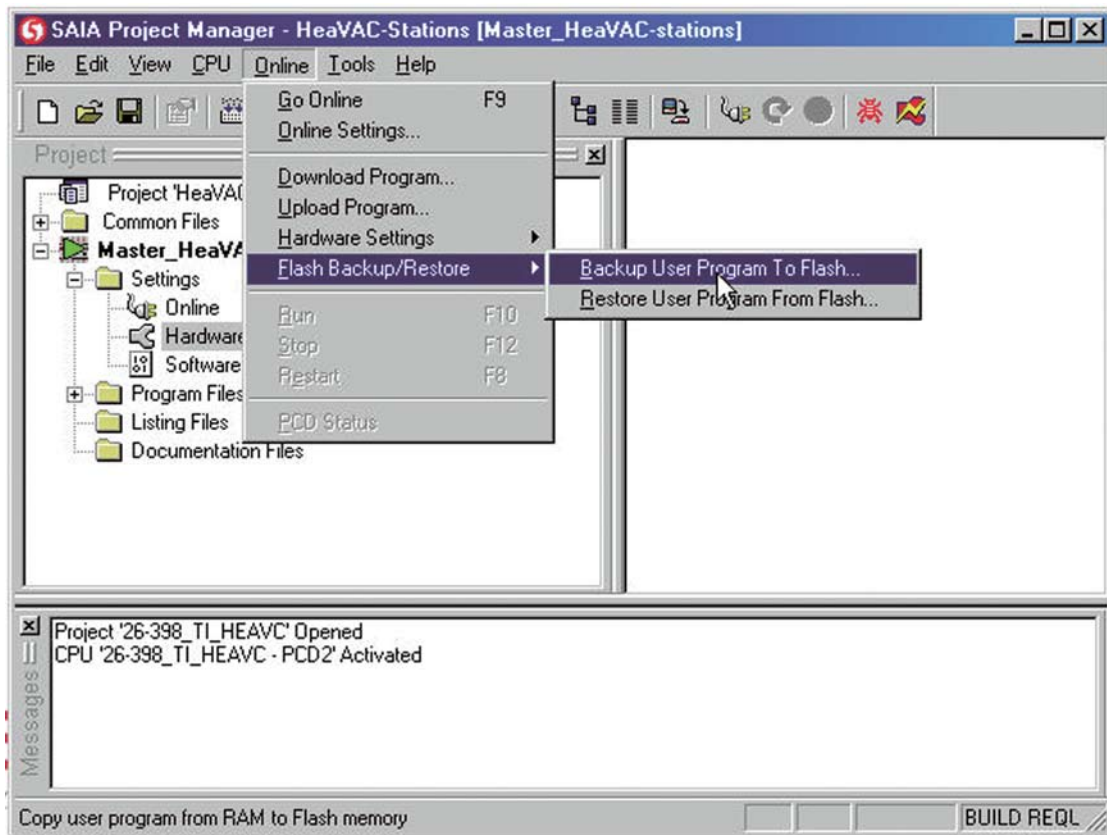 SAIA Project Manager - HeaVAC-Stations [Master_HeaVAC-stations]
File Edit View CPU Online Tools Help
Project
Project 'HeaVAC
Common Files
Master_HeaVA
Settings
Online
Hardware
Software
Program Files
Listing Files
Documentation Files
Go Online F9
Online Settings...
Download Program...
Upload Program...
Hardware Settings
Flash Backup/Restore
Run F10
Stop F12
Restart F8
PCD Status
Backup User Program To Flash...
Restore User Program From Flash...
Messages
Project '26-398_TI_HEAVC' Opened
CPU '26-398_TI_HEAVC - PCD2' Activated
Copy user program from RAM to Flash memory BUILD REQL